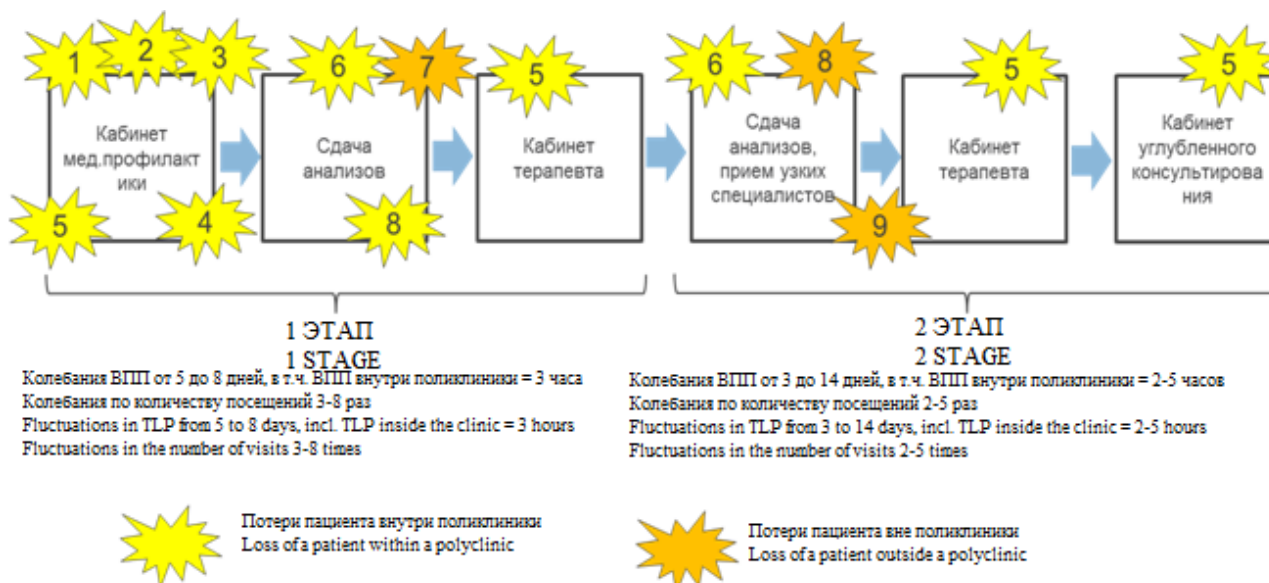 1
2
3
6
7
5
6
8
5
5
Кабинет
мед.профилакт
ики
Сдача
анализов
Кабинет
терапевта
Сдача
анализов,
прием узких
специалистов
Кабинет
терапевта
Кабинет
углубленного
консультирова
ния
5
4
8
9
1 ЭТАП
1 STAGE
Колебания ВПП от 5 до 8 дней, в т.ч. ВПП внутри поликлиники = 3 часа
Колебания по количеству посещений 3-8 раз
Fluctuations in TLP from 5 to 8 days, incl. TLP inside the clinic = 3 hours
Fluctuations in the number of visits 3-8 times
2 ЭТАП
2 STAGE
Колебания ВПП от 3 до 14 дней, в т.ч. ВПП внутри поликлиники = 2-5 часов
Колебания по количеству посещений 2-5 раз
Fluctuations in TLP from 3 to 14 days, incl. TLP inside the clinic = 2-5 hours
Fluctuations in the number of visits 2-5 times
Потери пациента внутри поликлиники
Loss of a patient within a polyclinic
Потери пациента вне поликлиники
Loss of a patient outside a polyclinic